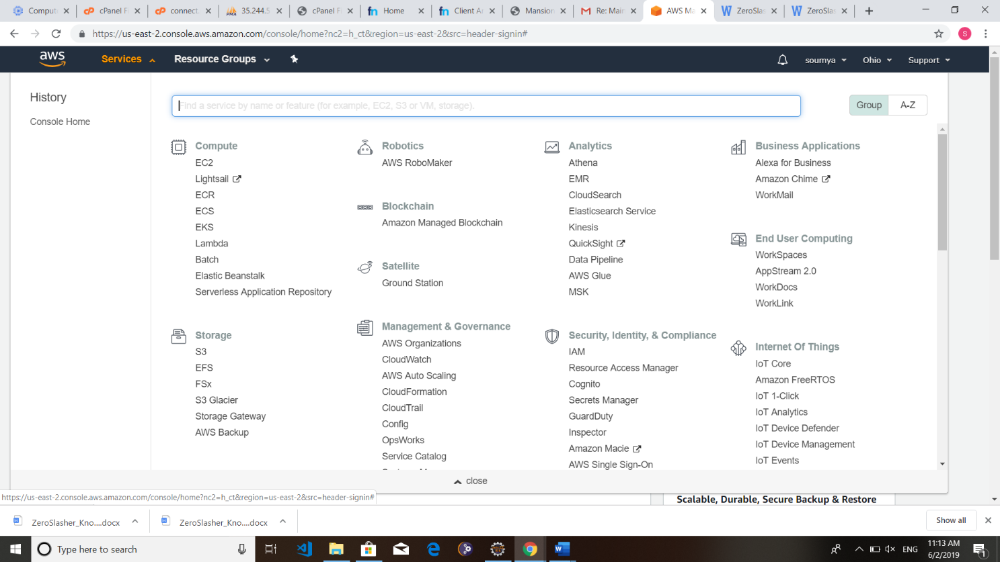 Computi
cPanel Fi
connect.
35.244.5
cPanel Fi
Home
Client Ar
Mansion
Re: Main
AWS Ma
ZeroSlas
ZeroSlas
https://us-east-2.console.aws.amazon.com/console/home?nc2=h_ct&region=us-east-2&src=header-signin#
S
aws
Services
Resource Groups
soumya
Ohio
Support
History
Console Home
Find a service by name or feature (for example, EC2, S3 or VM, storage).
Group
A-Z
Compute
EC2
Lightsail
ECR
ECS
EKS
Lambda
Batch
Elastic Beanstalk
Serverless Application Repository
Storage
S3
EFS
FSx
S3 Glacier
Storage Gateway
AWS Backup
Robotics
AWS RoboMaker
Blockchain
Amazon Managed Blockchain
Satellite
Ground Station
Management & Governance
AWS Organizations
CloudWatch
AWS Auto Scaling
CloudFormation
CloudTrail
Config
OpsWorks
Service Catalog
Analytics
Athena
EMR
CloudSearch
Elasticsearch Service
Kinesis
QuickSight
Data Pipeline
AWS Glue
MSK
Security, Identity, & Compliance
IAM
Resource Access Manager
Cognito
Secrets Manager
GuardDuty
Inspector
Amazon Macie
AWS Single Sign-On
Business Applications
Alexa for Business
Amazon Chime
WorkMail
End User Computing
WorkSpaces
AppStream 2.0
WorkDocs
WorkLink
Internet Of Things
IoT Core
Amazon FreeRTOS
IoT 1-Click
IoT Analytics
IoT Device Defender
IoT Device Management
IoT Events
close
https://us-east-2.console.aws.amazon.com/console/home?nc2=h_ct&region=us-east-2&src=header-signin#
Scalable, Durable, Secure Backup & Restore
ZeroSlasher_Kno....docx
ZeroSlasher_Kno....docx
Show all
Type here to search
ENG
11:13 AM
6/2/2019
1